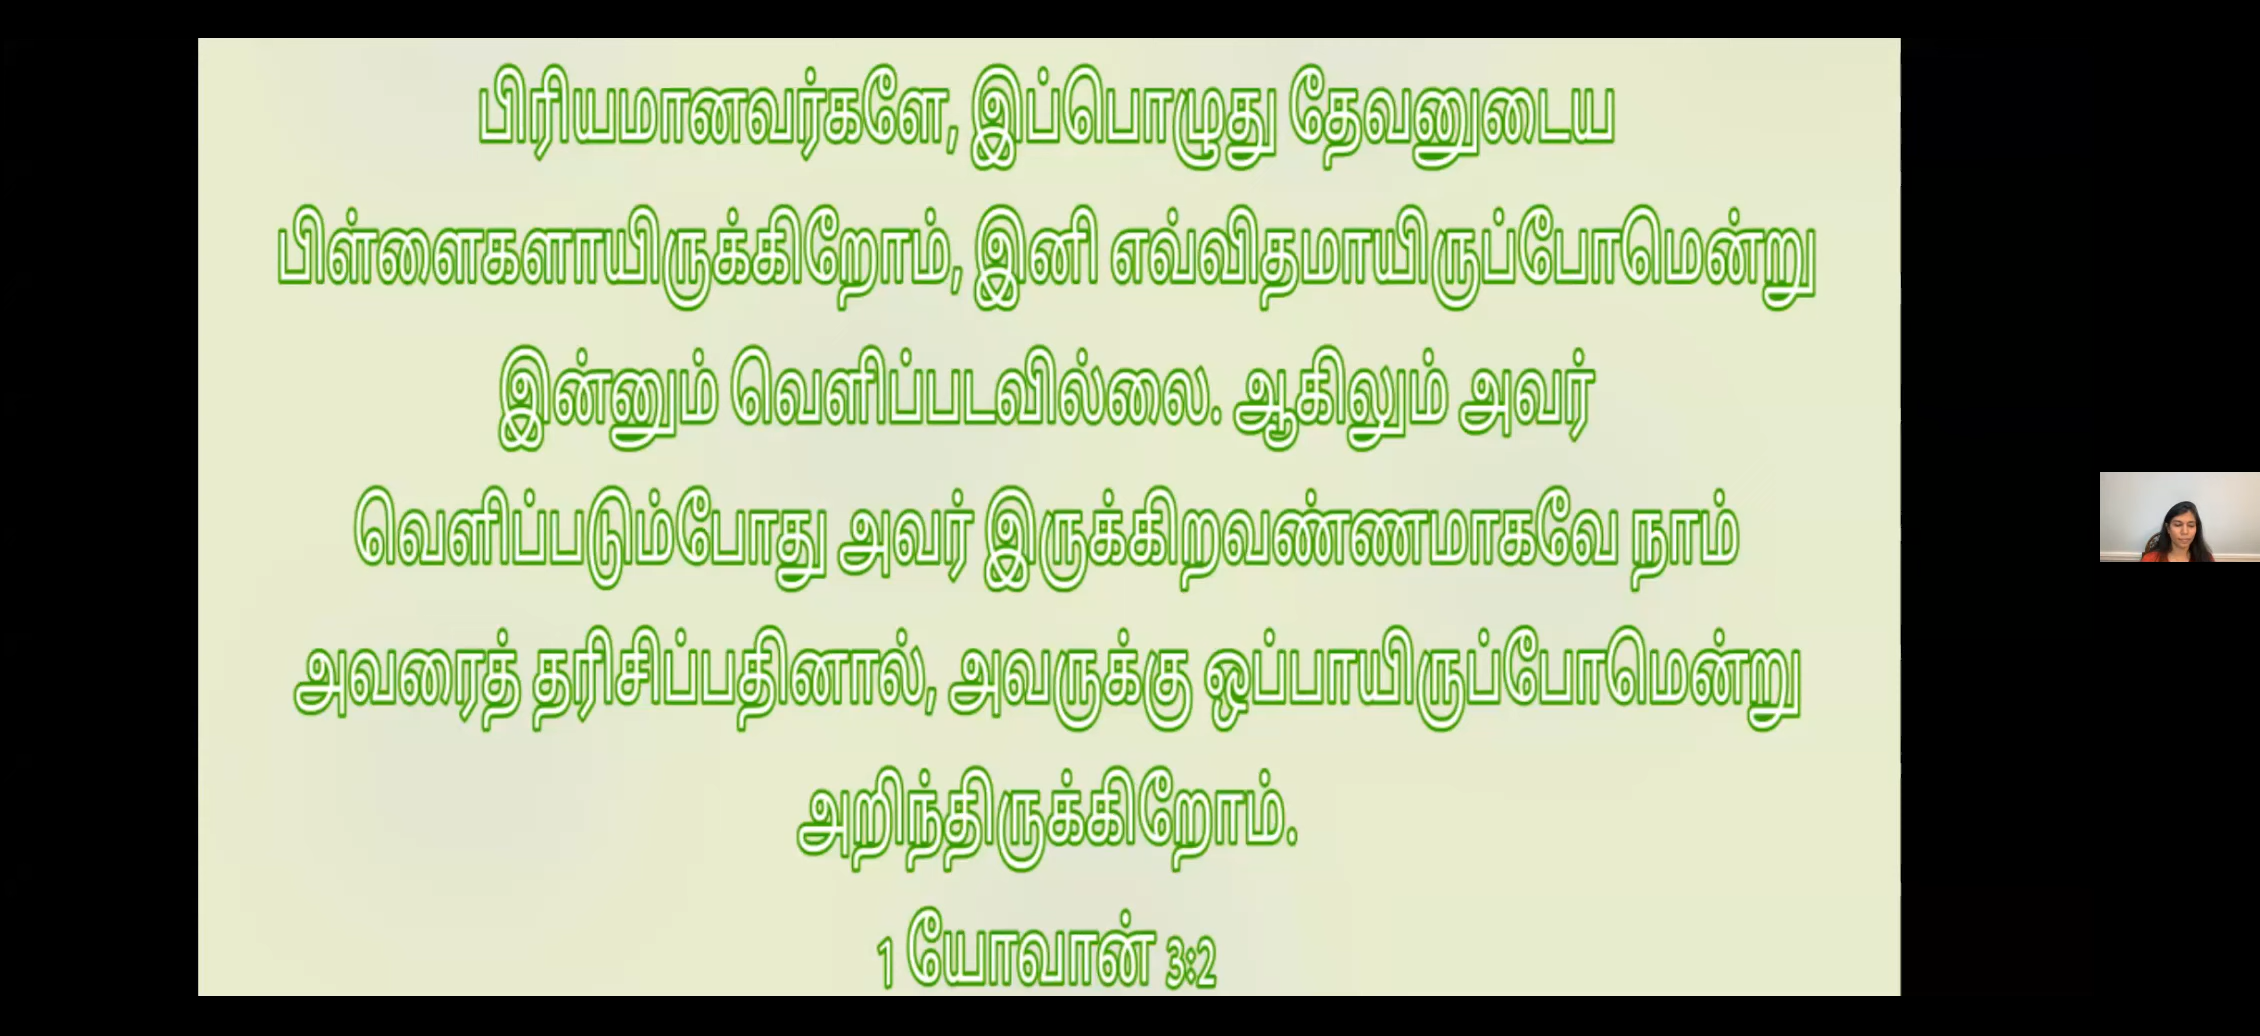 பிரியமானவர்களே, இப்பொழுது தேவனுடைய
பிள்ளைகளாயிருக்கிறோம், இனி எவ்விதமாயிருப்போமென்று
இன்னும் வெளிப்படவில்லை. ஆகிலும் அவர்
வெளிப்படும்போது அவர் இருக்கிறவண்ணமாகவே நாம்
அவரைத் தரிசிப்பதினால், அவருக்கு ஒப்பாயிருப்போமென்று
அறிந்திருக்கிறோம்.
1 யோவான் 3:2